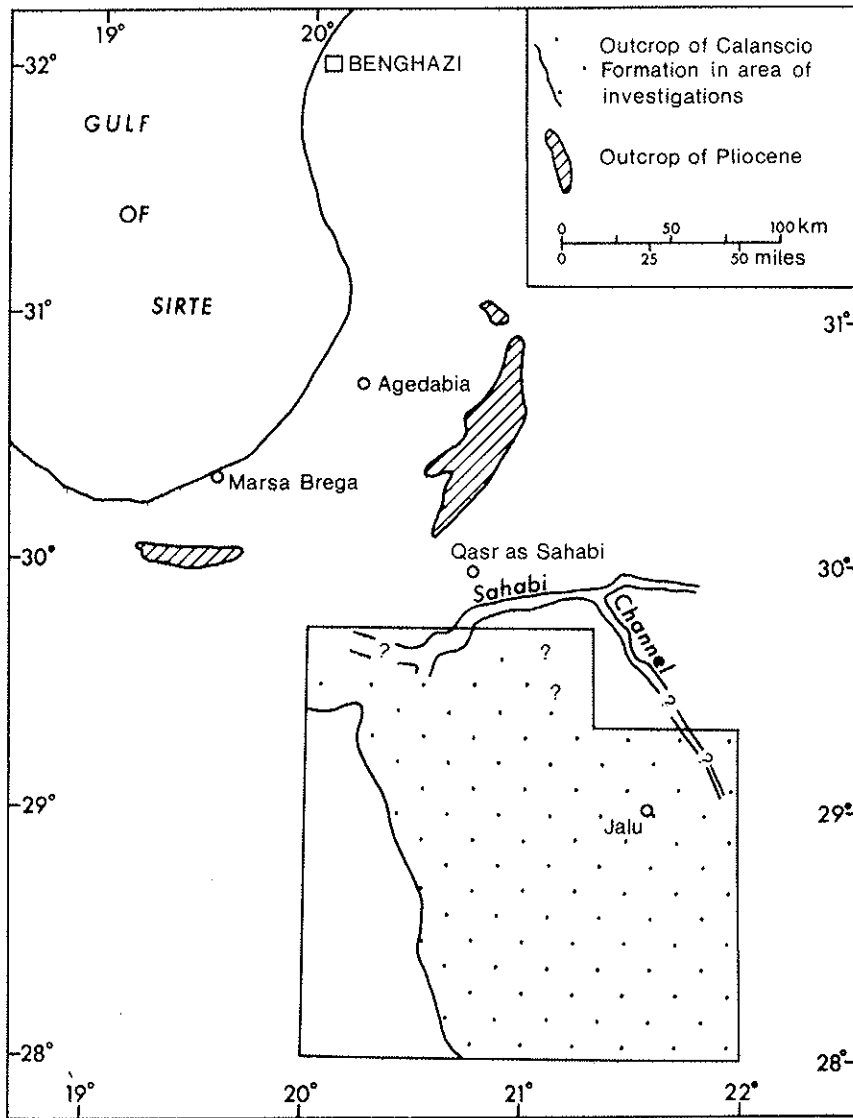 19° 20°
32°
BENGHAZI
GULF
OF
SIRTE
Outcrop of Calanscio
Formation in area of
investigations
Outcrop of Pliocene
0 50 100 km
0 25 50 miles
31° 31°
Agedabia
Marsa Brega
30° 30°
Qasr as Sahabi
Sahabi
Channel
? ?
?
?
?
29° 29°
Jalu
28° 28°
19° 20° 21° 22°